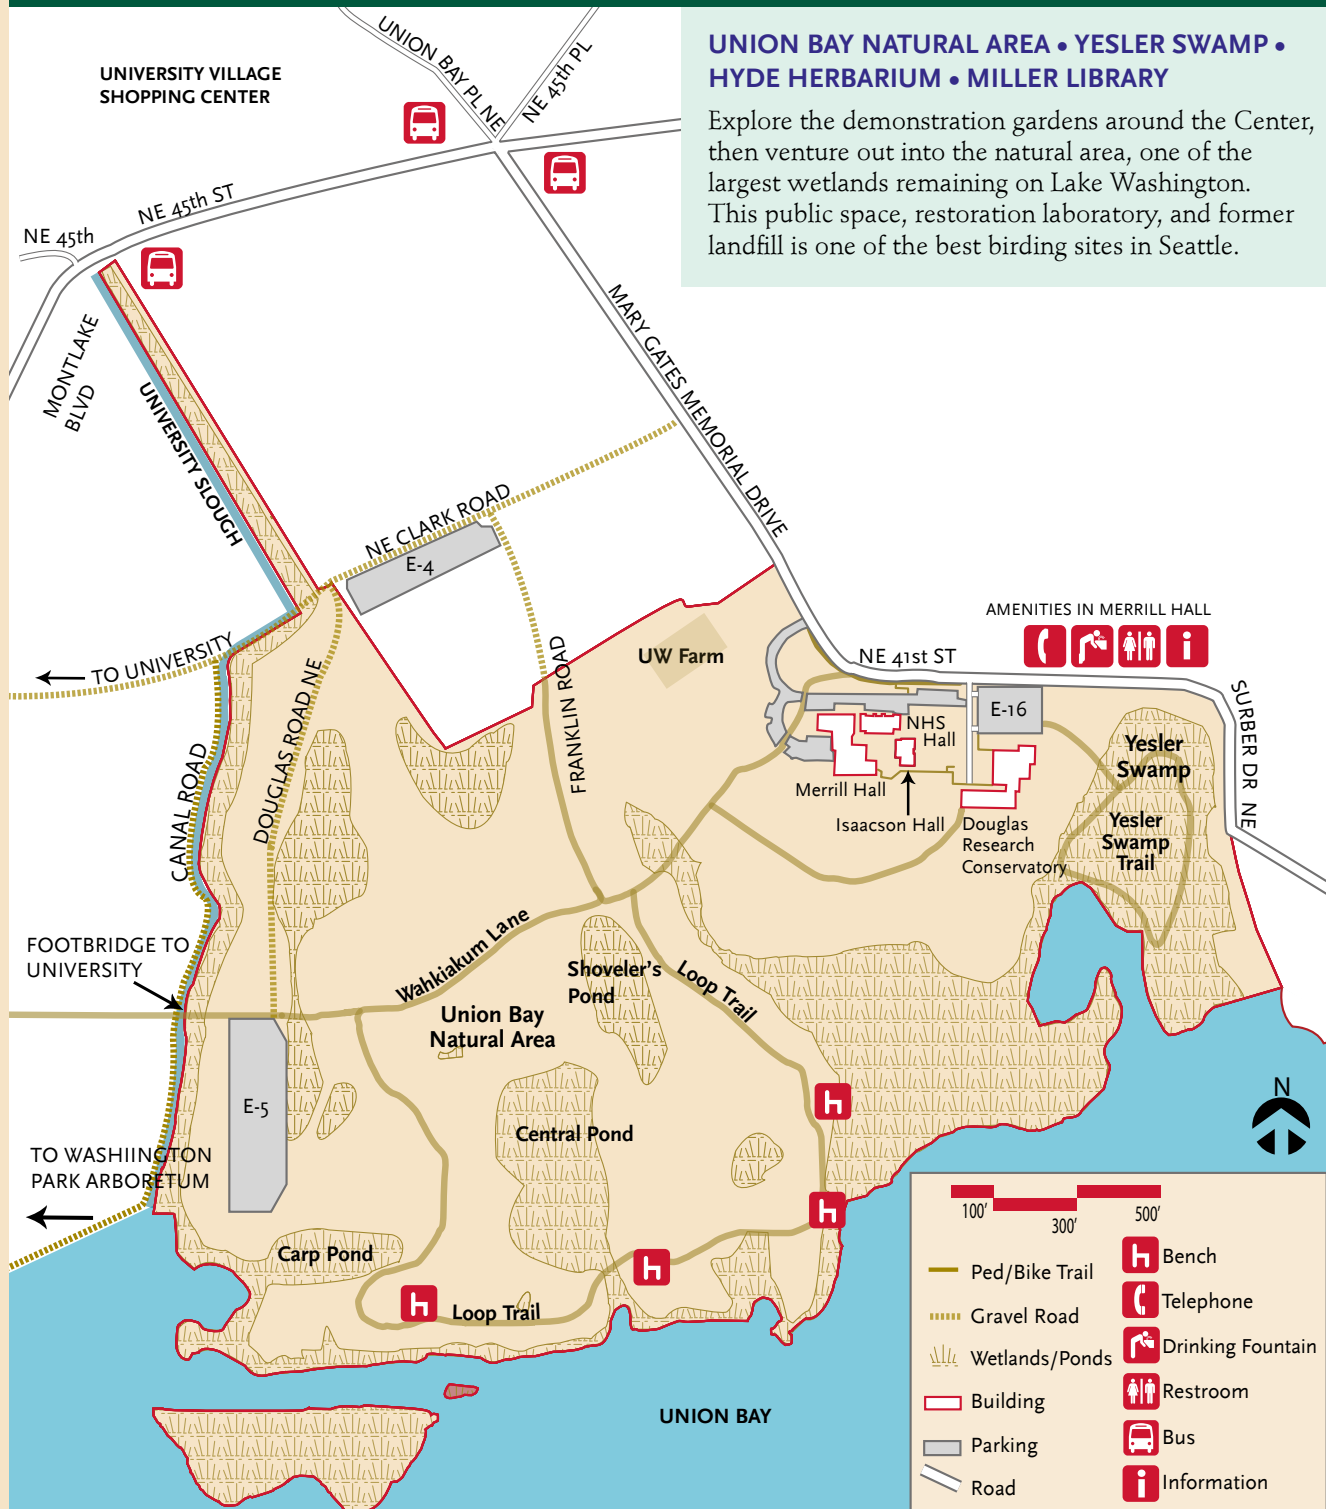 UNION BAY NATURAL AREA • YESLER SWAMP •
HYDE HERBARIUM • MILLER LIBRARY
Explore the demonstration gardens around the Center,
then venture out into the natural area, one of the
largest wetlands remaining on Lake Washington.
This public space, restoration laboratory, and former
landfill is one of the best birding sites in Seattle.
UNIVERSITY VILLAGE
SHOPPING CENTER
UNION BAY PL NE
NE 45th PL
NE 45th ST
NE 45th
MONTLAKE
BLVD
UNIVERSITY SLOUGH
MARY GATES MEMORIAL DRIVE
NE CLARK ROAD
E-4
TO UNIVERSITY
DOUGLAS ROAD NE
FRANKLIN ROAD
CANAL ROAD
UW Farm
AMENITIES IN MERRILL HALL
NE 41st ST
SURBER DR NE
E-16
NHS
Hall
Merrill Hall
Isaacson Hall
Douglas
Research
Conservatory
Yesler
Swamp
Yesler
Swamp
Trail
FOOTBRIDGE TO
UNIVERSITY
Wahkiakum Lane
Shoveler's
Pond
Loop Trail
Union Bay
Natural Area
E-5
Central Pond
TO WASHIINGTON
PARK ARBORETUM
Carp Pond
Loop Trail
UNION BAY
N
100'
300'
500'
Ped/Bike Trail
Gravel Road
Wetlands/Ponds
Building
Parking
Road
Bench
Telephone
Drinking Fountain
Restroom
Bus
Information